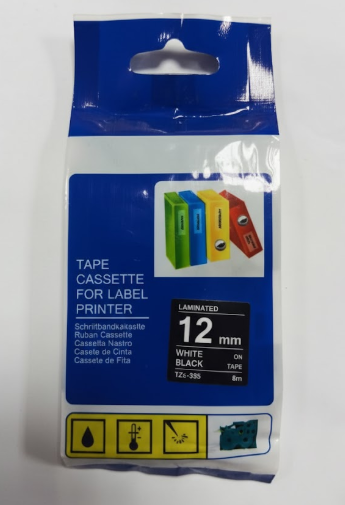 TAPE
CASSETTE
FOR LABEL
PRINTER
Schriftbandkassette
Ruban Cassette
Cassetta Nastro
Casete de Cinta
Cassete de Fita
LAMINATED
12 mm
WHITE ON
BLACK TAPE
TZe-335 8m